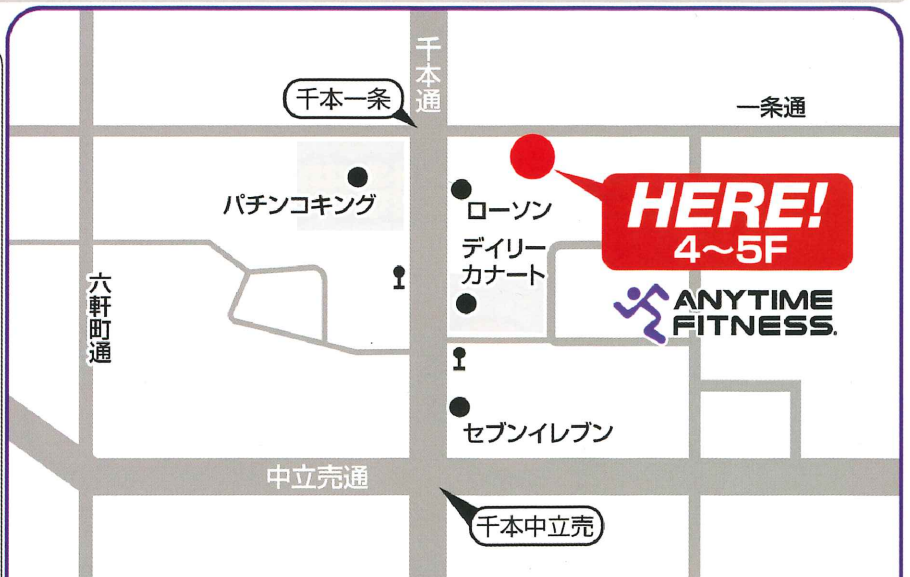 千本通
千本一条
一条通
パチンコキング
ローソン
HERE!
4～5F
デイリー
カナート
ANYTIME
FITNESS.
六軒町通
セブンイレブン
中立売通
千本中立売